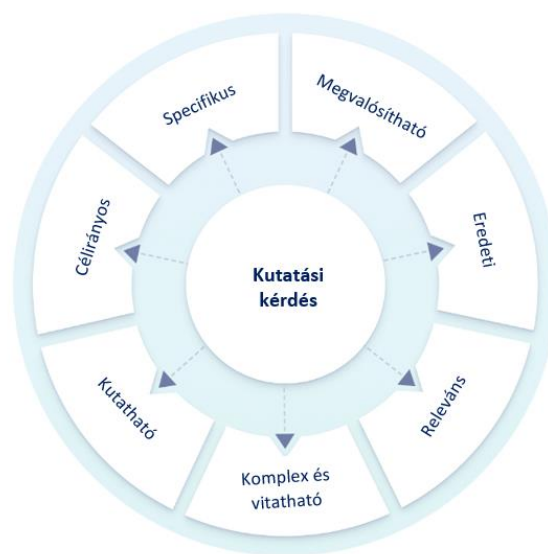 Specifikus
Megvalósítható
Célirányos
Eredeti
Kutatási
kérdés
Kutatható
Releváns
Komplex és
vitatható